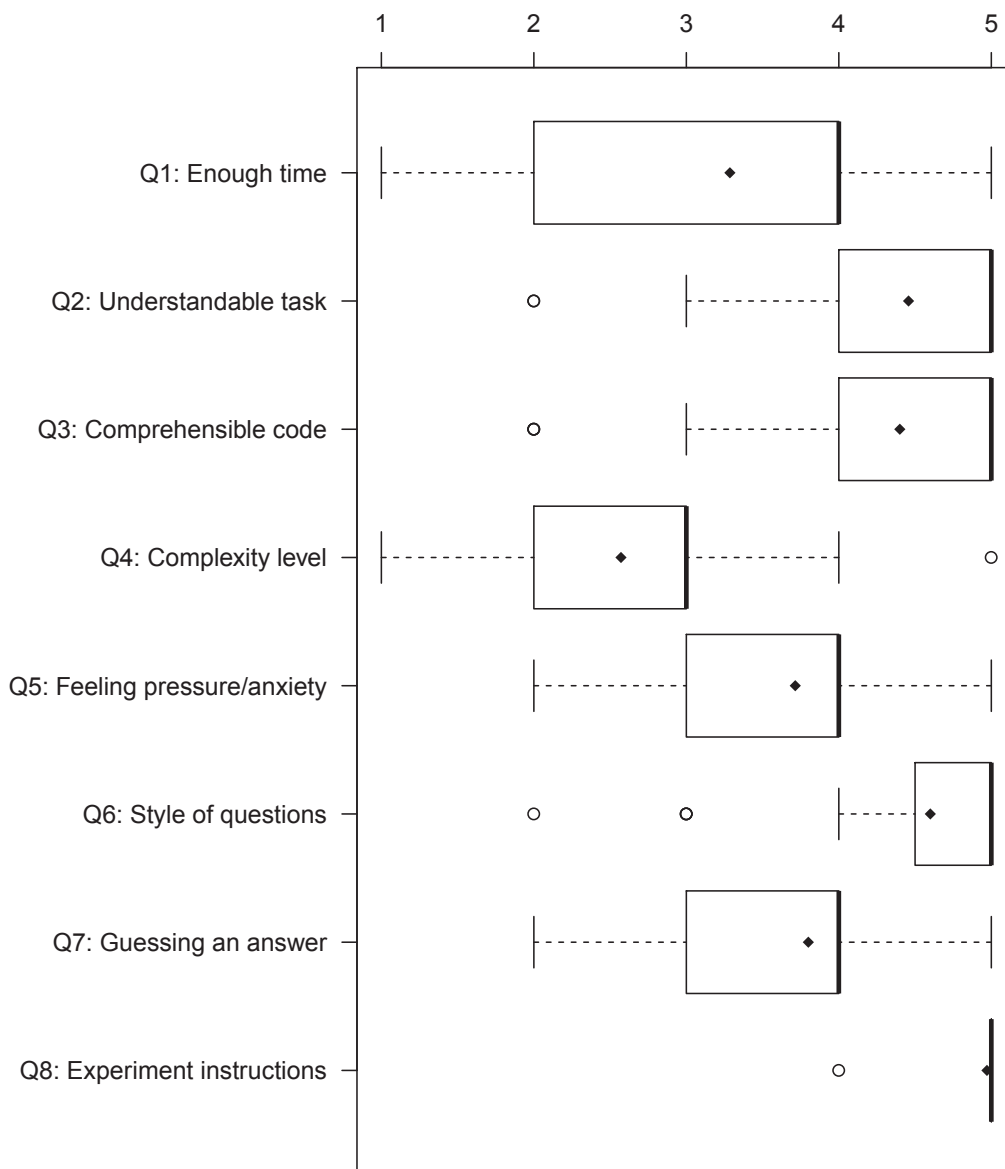 1 2 3 4 5
Q1: Enough time
Q2: Understandable task
Q3: Comprehensible code
Q4: Complexity level
Q5: Feeling pressure/anxiety
Q6: Style of questions
Q7: Guessing an answer
Q8: Experiment instructions